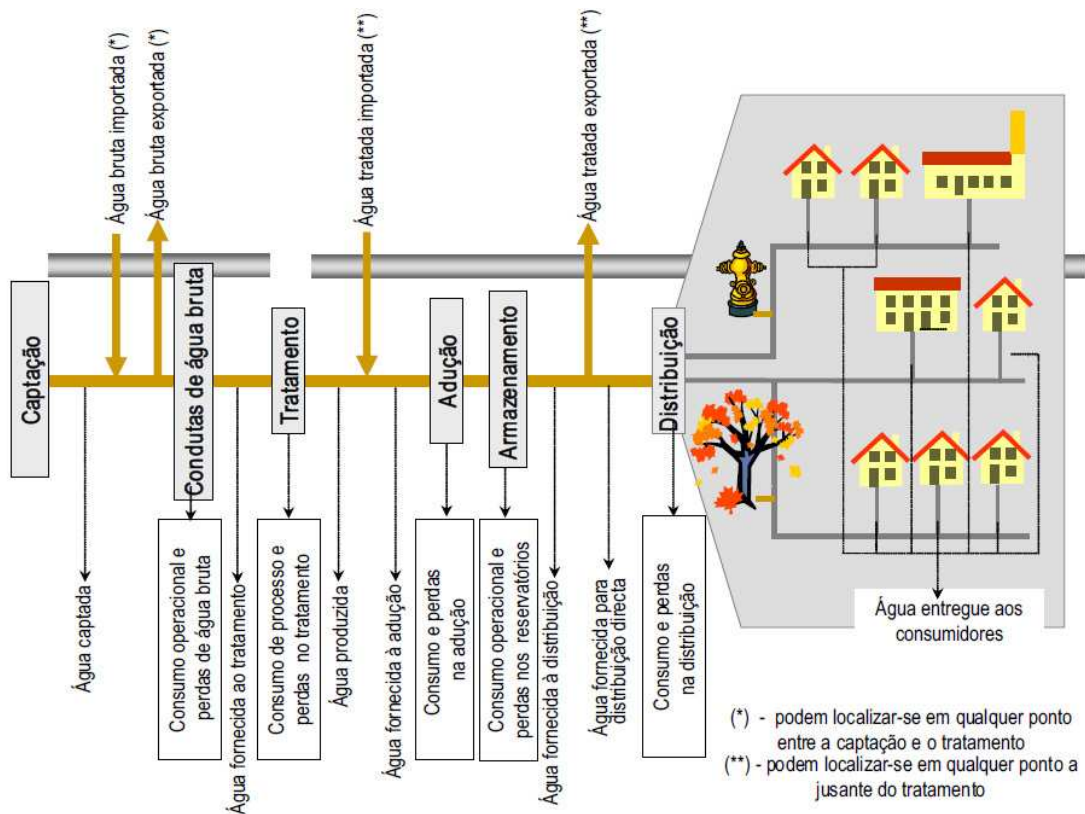 Água bruta importada (*)
Água bruta exportada (*)
Água tratada importada (**)
Água tratada exportada (**)
Captação
Condutas de água bruta
Tratamento
Adução
Armazenamento
Distribuição
Água captada
Consumo operacional e
perdas de água bruta
Água fornecida ao tratamento
Consumo de processo e
perdas no tratamento
Água produzida
Água fornecida à adução
Consumo e perdas
na adução
Consumo operacional e
perdas nos reservatórios
Água fornecida à distribuição
Água fornecida para
distribuição directa
Consumo e perdas
na distribuição
Água entregue aos
consumidores
(*) - podem localizar-se em qualquer ponto
entre a captação e o tratamento
(**) - podem localizar-se em qualquer ponto a
jusante do tratamento